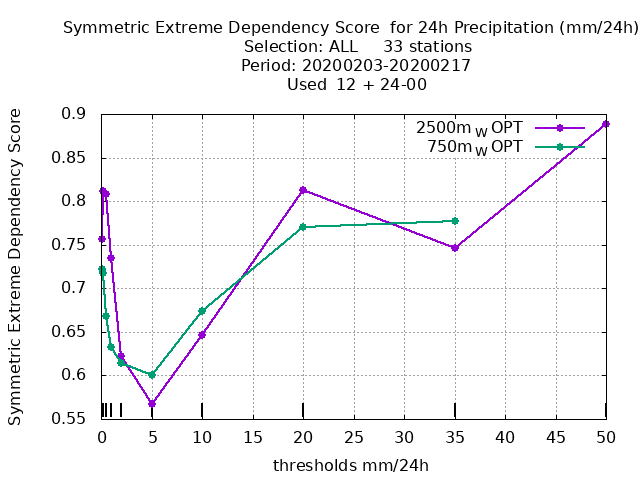 Symmetric Extreme Dependency Score  for 24h Precipitation (mm/24h)
Selection: ALL     33 stations
Period: 20200203-20200217
Used  12 + 24-00
Symmetric Extreme Dependency Score
0.9
0.85
0.8
0.75
0.7
0.65
0.6
0.55
2500m W OPT
750m W OPT
0 5 10 15 20 25 30 35 40 45 50
thresholds mm/24h